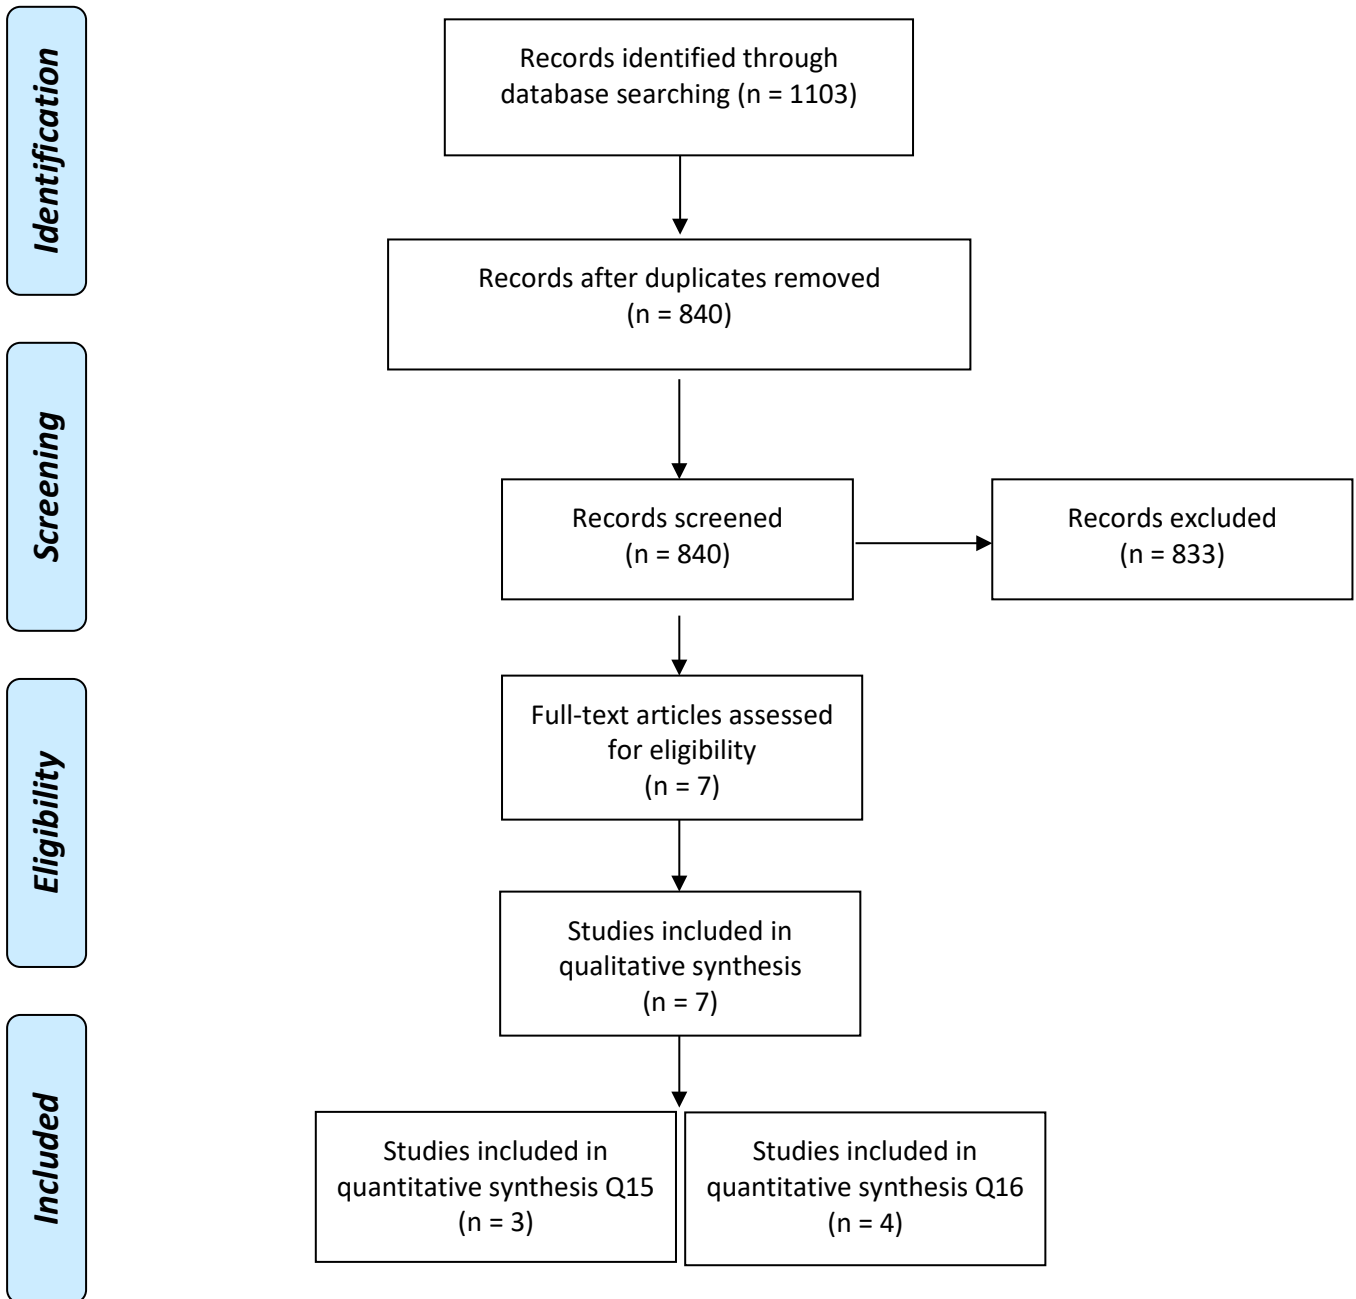 Identification
Records identified through
database searching (n = 1103)
Records after duplicates removed
(n = 840)
Screening
Records screened
(n = 840)
Records excluded
(n = 833)
Eligibility
Full-text articles assessed
for eligibility
(n = 7)
Studies included in
qualitative synthesis
(n = 7)
Included
Studies included in
quantitative synthesis Q15
(n = 3)
Studies included in
quantitative synthesis Q16
(n = 4)